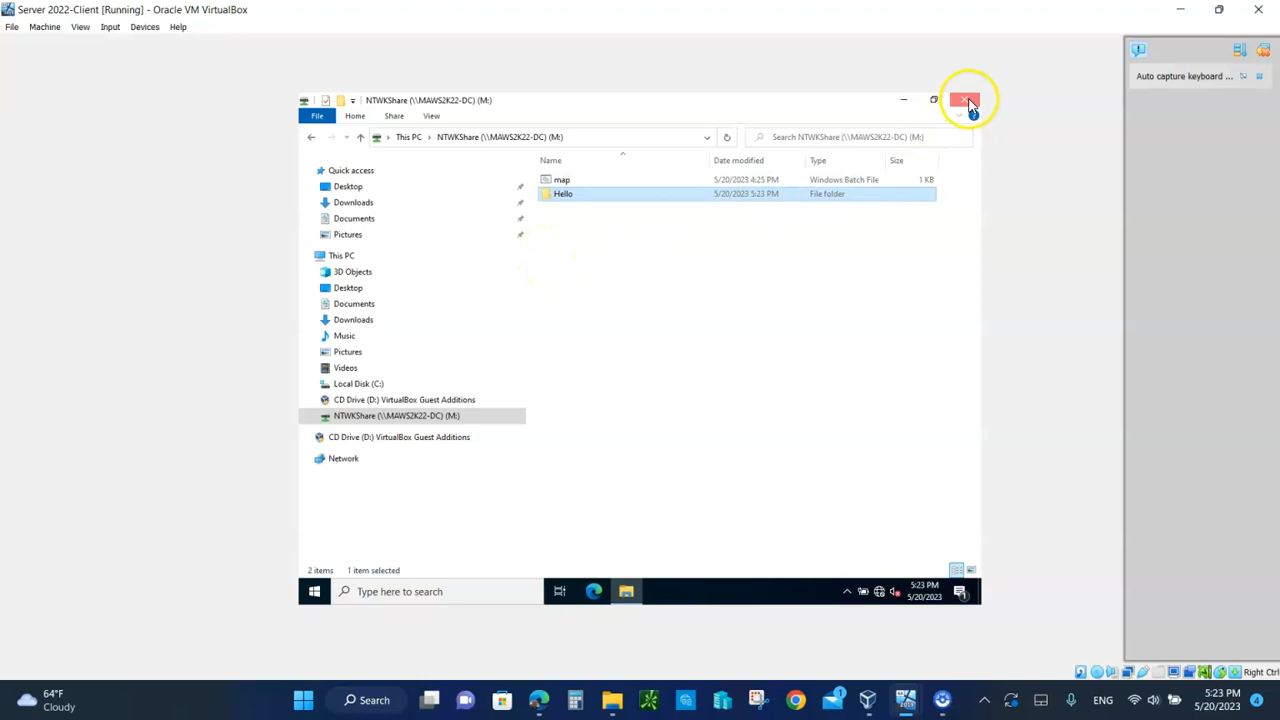 Server 2022-Client [Running] - Oracle VM VirtualBox
File Machine View Input Devices Help
Auto capture keyboard ...
NTWKShare (\\MAWS2K22-DC) (M:)
File Home Share View
This PC NTWKShare (\\MAWS2K22-DC) (M:) Search NTWKShare (\\MAWS2K22-DC) (M:)
Name Date modified Type Size
map 5/20/2023 4:25 PM Windows Batch File 1 KB
Hello 5/20/2023 5:23 PM File folder
Quick access
Desktop
Downloads
Documents
Pictures
This PC
3D Objects
Desktop
Documents
Downloads
Music
Pictures
Videos
Local Disk (C:)
CD Drive (D:) VirtualBox Guest Additions
NTWKShare (\\MAWS2K22-DC) (M:)
CD Drive (D:) VirtualBox Guest Additions
Network
2 items 1 item selected
Type here to search
5:23 PM
5/20/2023
1
Right Ctrl
64°F
Cloudy
Search
1
2019
ENG
5:23 PM
5/20/2023
4